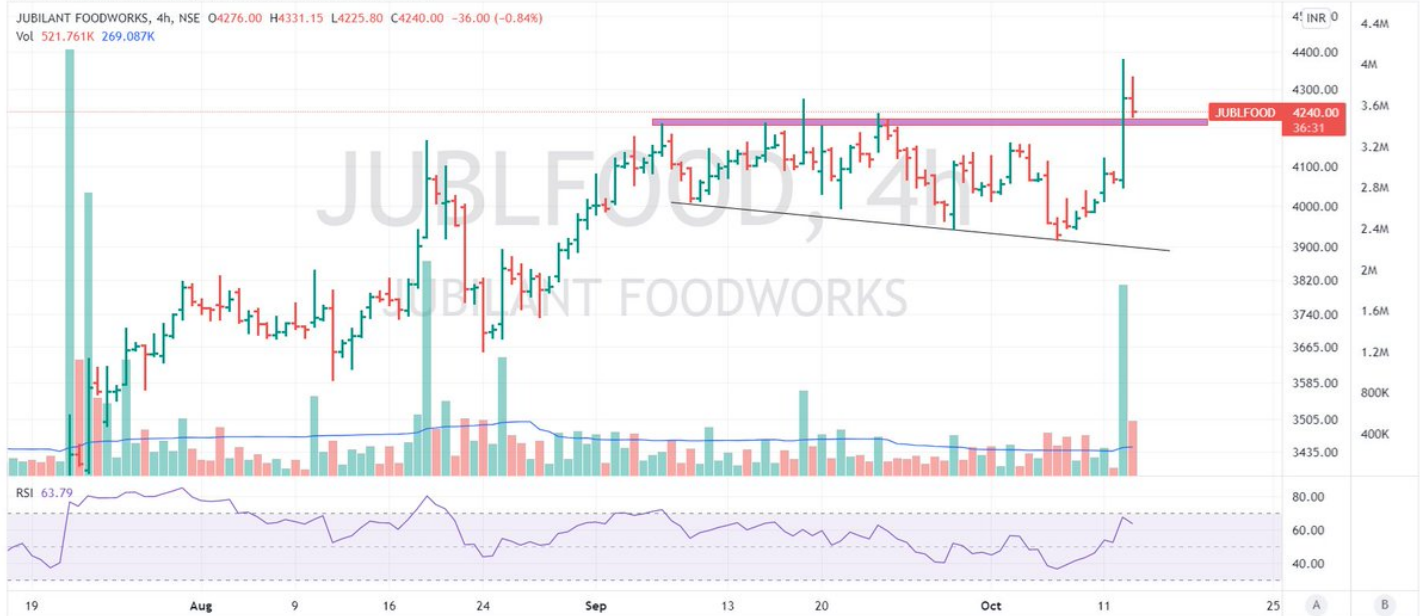 JUBILANT FOODWORKS, 4h, NSE O4276.00 H4331.15 L4225.80 C4240.00 −36.00 (−0.84%)
Vol 521.761K 269.087K
INR
4.4M
4400.00
4M
4300.00
3.6M
JUBLFOOD 4240.00
36:31
JUBLFOOD, 4h
JUBILANT FOODWORKS
4100.00
3.2M
2.8M
4000.00
2.4M
3900.00
2M
3820.00
1.6M
3740.00
1.2M
3665.00
3585.00
800K
3505.00
400K
3435.00
RSI 63.79
80.00
60.00
40.00
19 Aug 9 16 24 Sep 13 20 Oct 11 25 A B